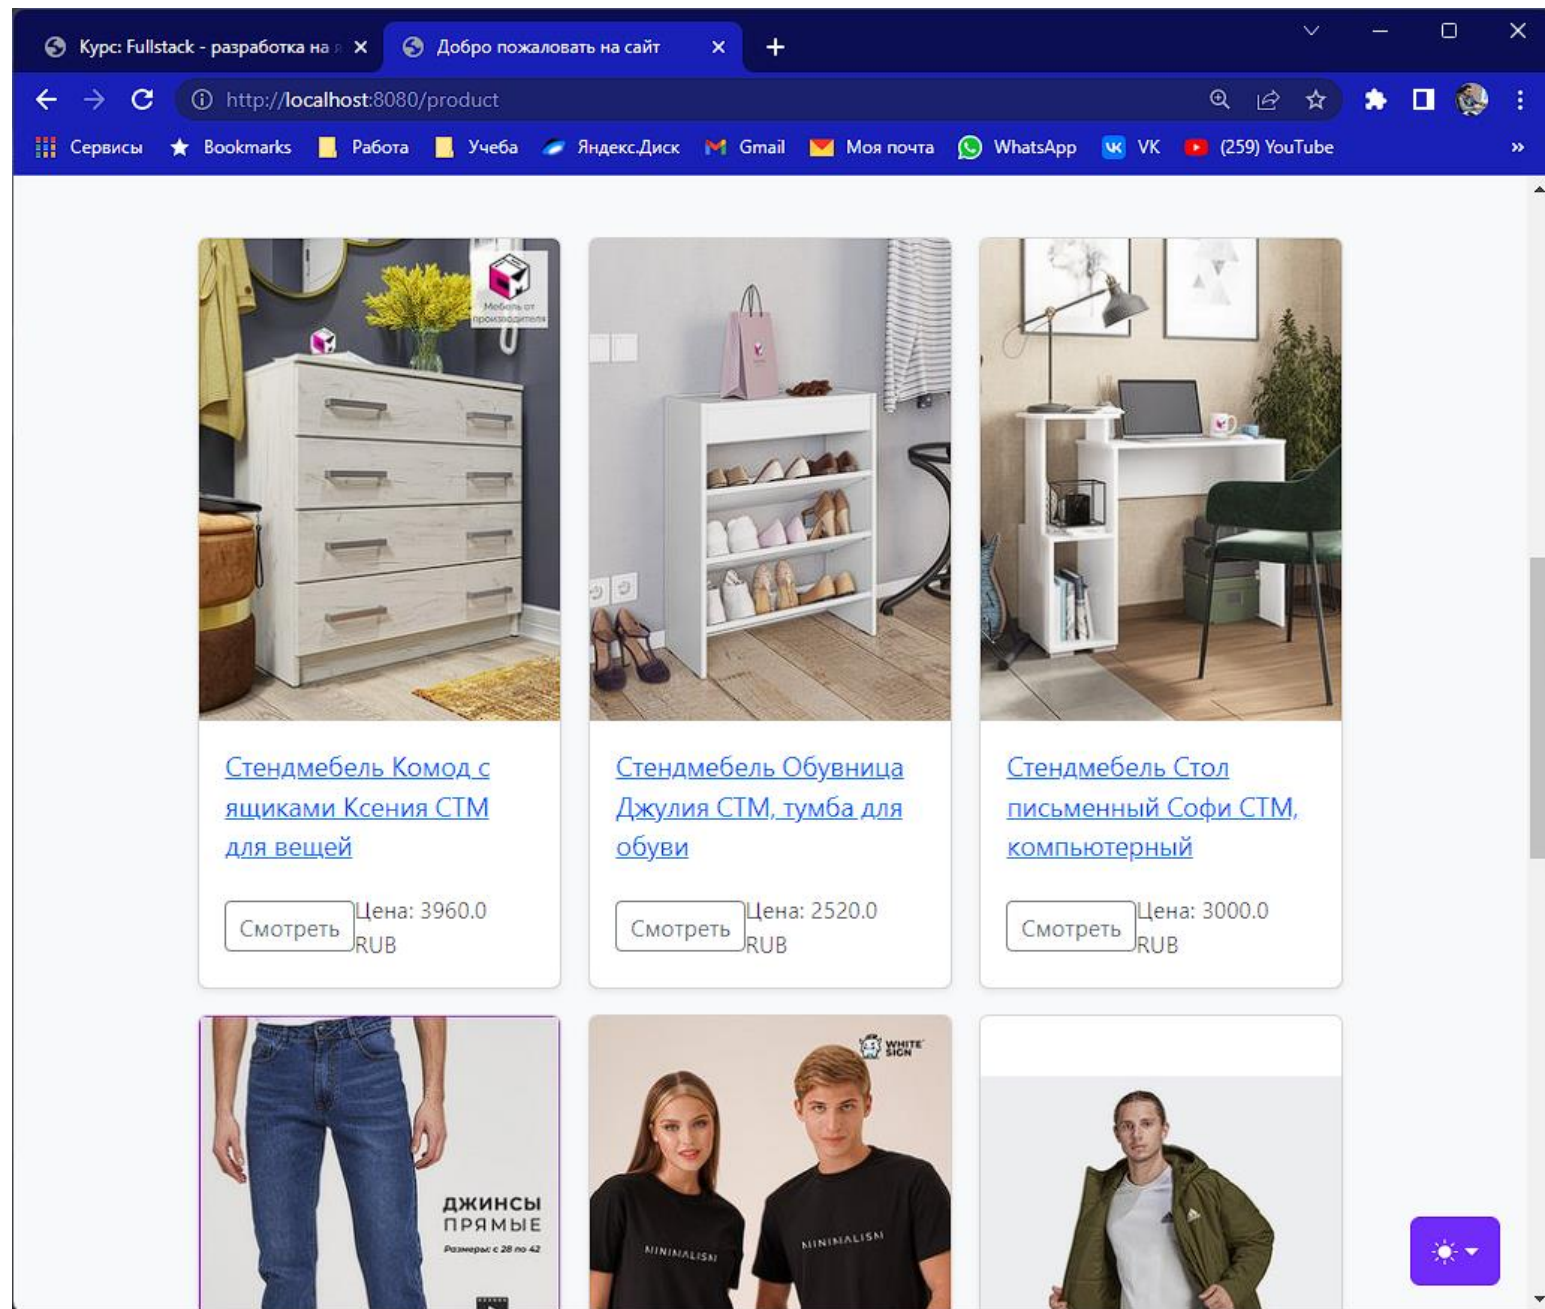 Курс: Fullstack - разработка на я
Добро пожаловать на сайт
http://localhost:8080/product
Сервисы
Bookmarks
Работа
Учеба
Яндекс.Диск
Gmail
Моя почта
WhatsApp
VK
(259) YouTube
Мебель от
производителя
Стендмебель Комод с
ящиками Ксения СТМ
для вещей
Смотреть
Цена: 3960.0
RUB
Стендмебель Обувница
Джулия СТМ, тумба для
обуви
Смотреть
Цена: 2520.0
RUB
Стендмебель Стол
письменный Софи СТМ,
компьютерный
Смотреть
Цена: 3000.0
RUB
ДЖИНСЫ
ПРЯМЫЕ
Размеры: с 28 по 42
WHITE
SIGN
MINIMALISM
MINIMALISM